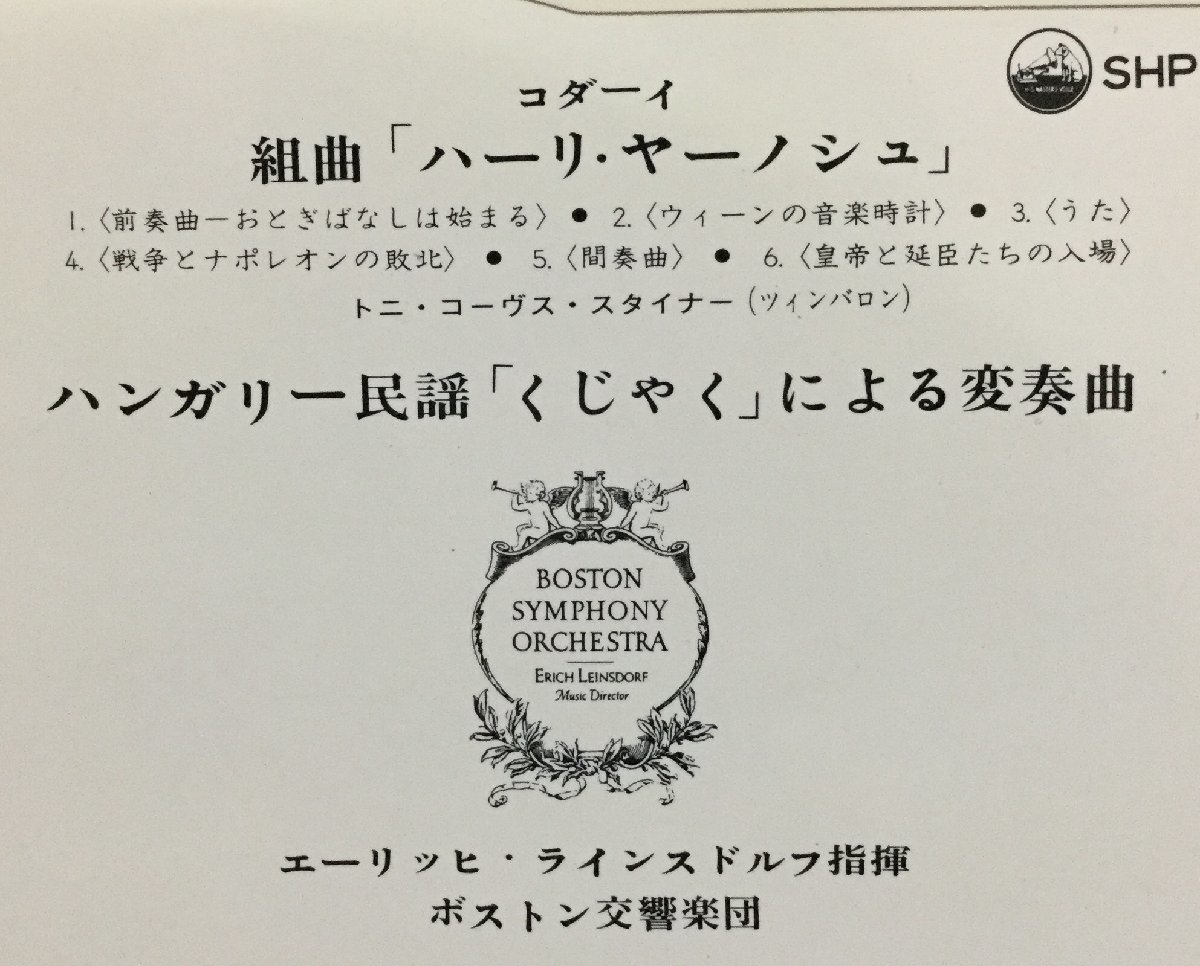 SHP
コダーイ
組曲「ハーリ・ヤーノシュ」
1.〈前奏曲―おとぎばなしは始まる〉 ● 2.〈ウィーンの音楽時計〉 ● 3.〈うた〉
4.〈戦争とナポレオンの敗北〉 ● 5.〈間奏曲〉 ● 6.〈皇帝と延臣たちの入場〉
トニ・コーヴス・スタイナー(ツィンバロン)
ハンガリー民謡「くじゃく」による変奏曲
BOSTON
SYMPHONY
ORCHESTRA
ERICH LEINSDORF
Music Director
エーリッヒ・ラインスドルフ指揮
ボストン交響楽団